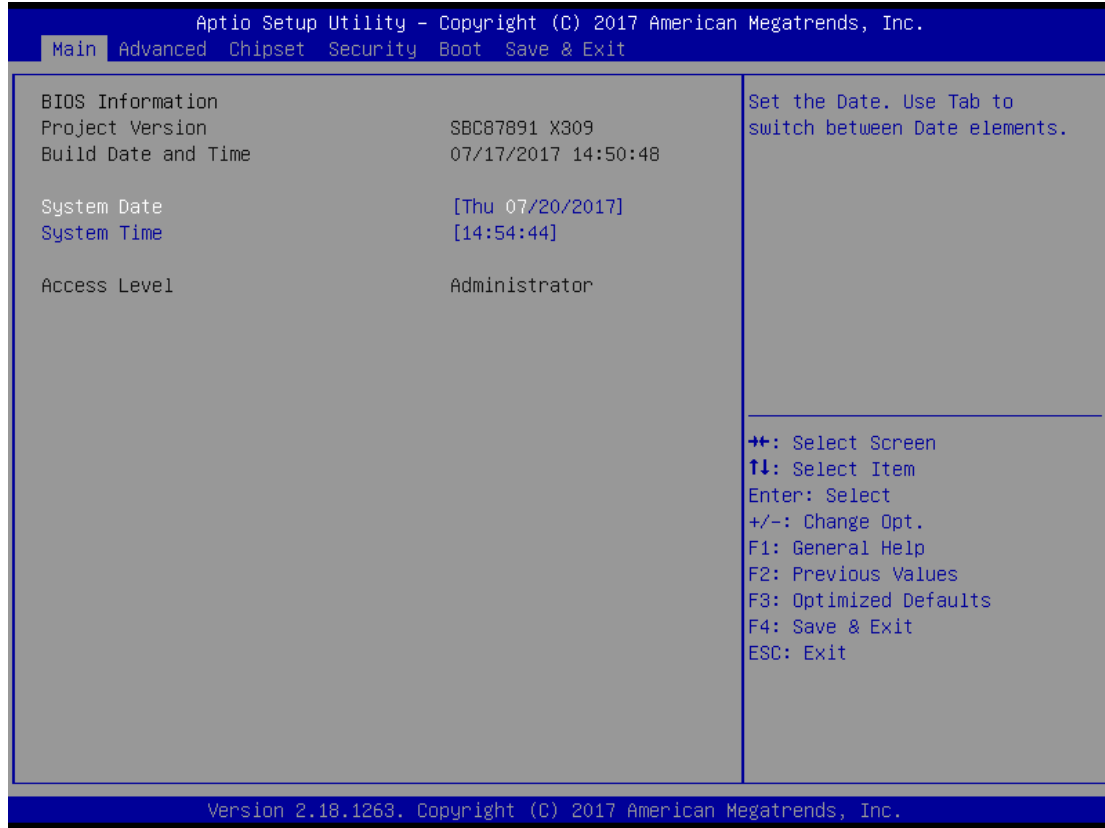 Aptio Setup Utility – Copyright (C) 2017 American Megatrends, Inc.
Main Advanced Chipset Security Boot Save & Exit
BIOS Information
Project Version SBC87891 X309
Build Date and Time 07/17/2017 14:50:48
System Date [Thu 07/20/2017]
System Time [14:54:44]
Access Level Administrator
Set the Date. Use Tab to
switch between Date elements.
→←: Select Screen
↑↓: Select Item
Enter: Select
+/-: Change Opt.
F1: General Help
F2: Previous Values
F3: Optimized Defaults
F4: Save & Exit
ESC: Exit
Version 2.18.1263. Copyright (C) 2017 American Megatrends, Inc.